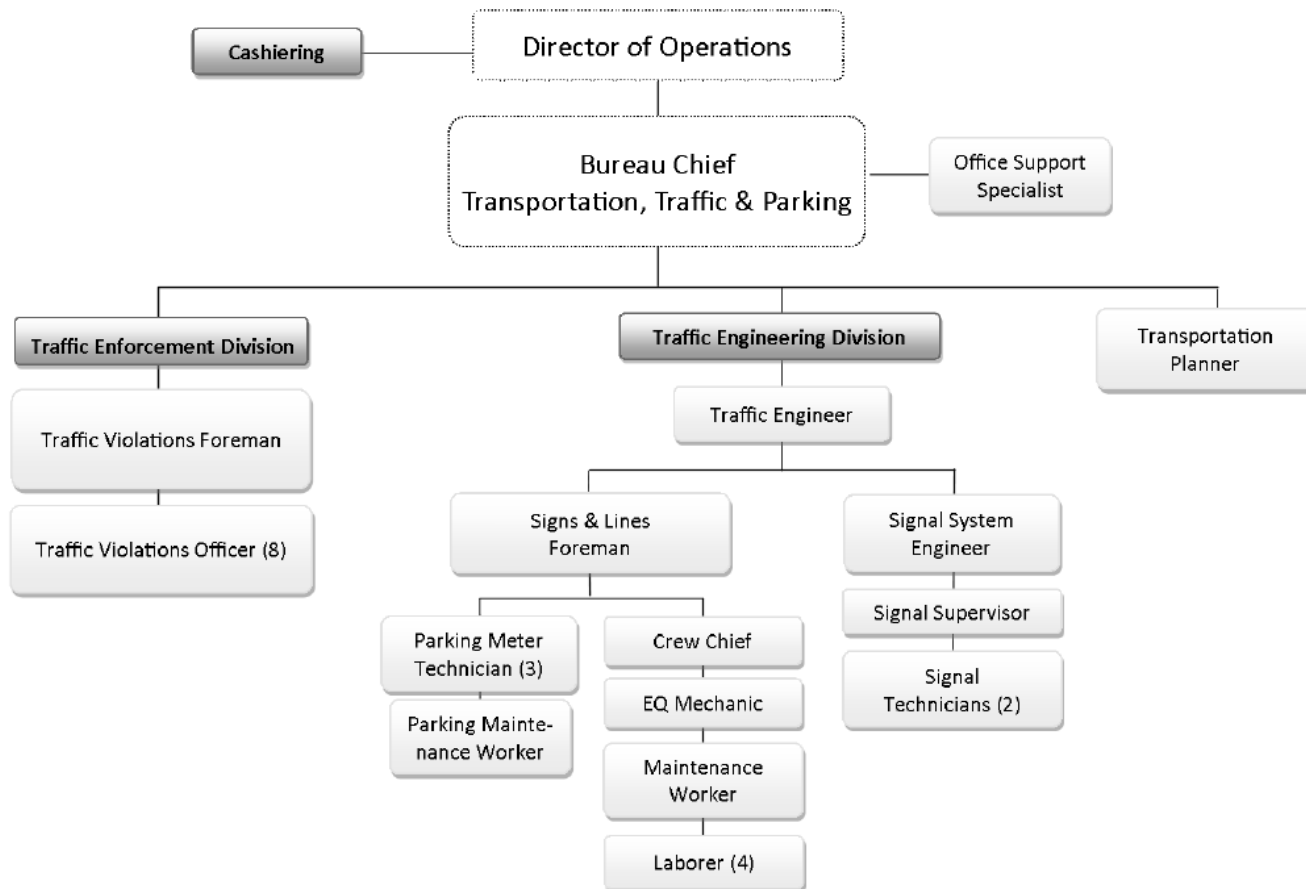 Cashiering
Director of Operations
Bureau Chief
Transportation, Traffic & Parking
Office Support
Specialist
Traffic Enforcement Division
Traffic Violations Foreman
Traffic Violations Officer (8)
Traffic Engineering Division
Traffic Engineer
Signs & Lines
Foreman
Parking Meter
Technician (3)
Parking Mainte-
nance Worker
Crew Chief
EQ Mechanic
Maintenance
Worker
Laborer (4)
Signal System
Engineer
Signal Supervisor
Signal
Technicians (2)
Transportation
Planner